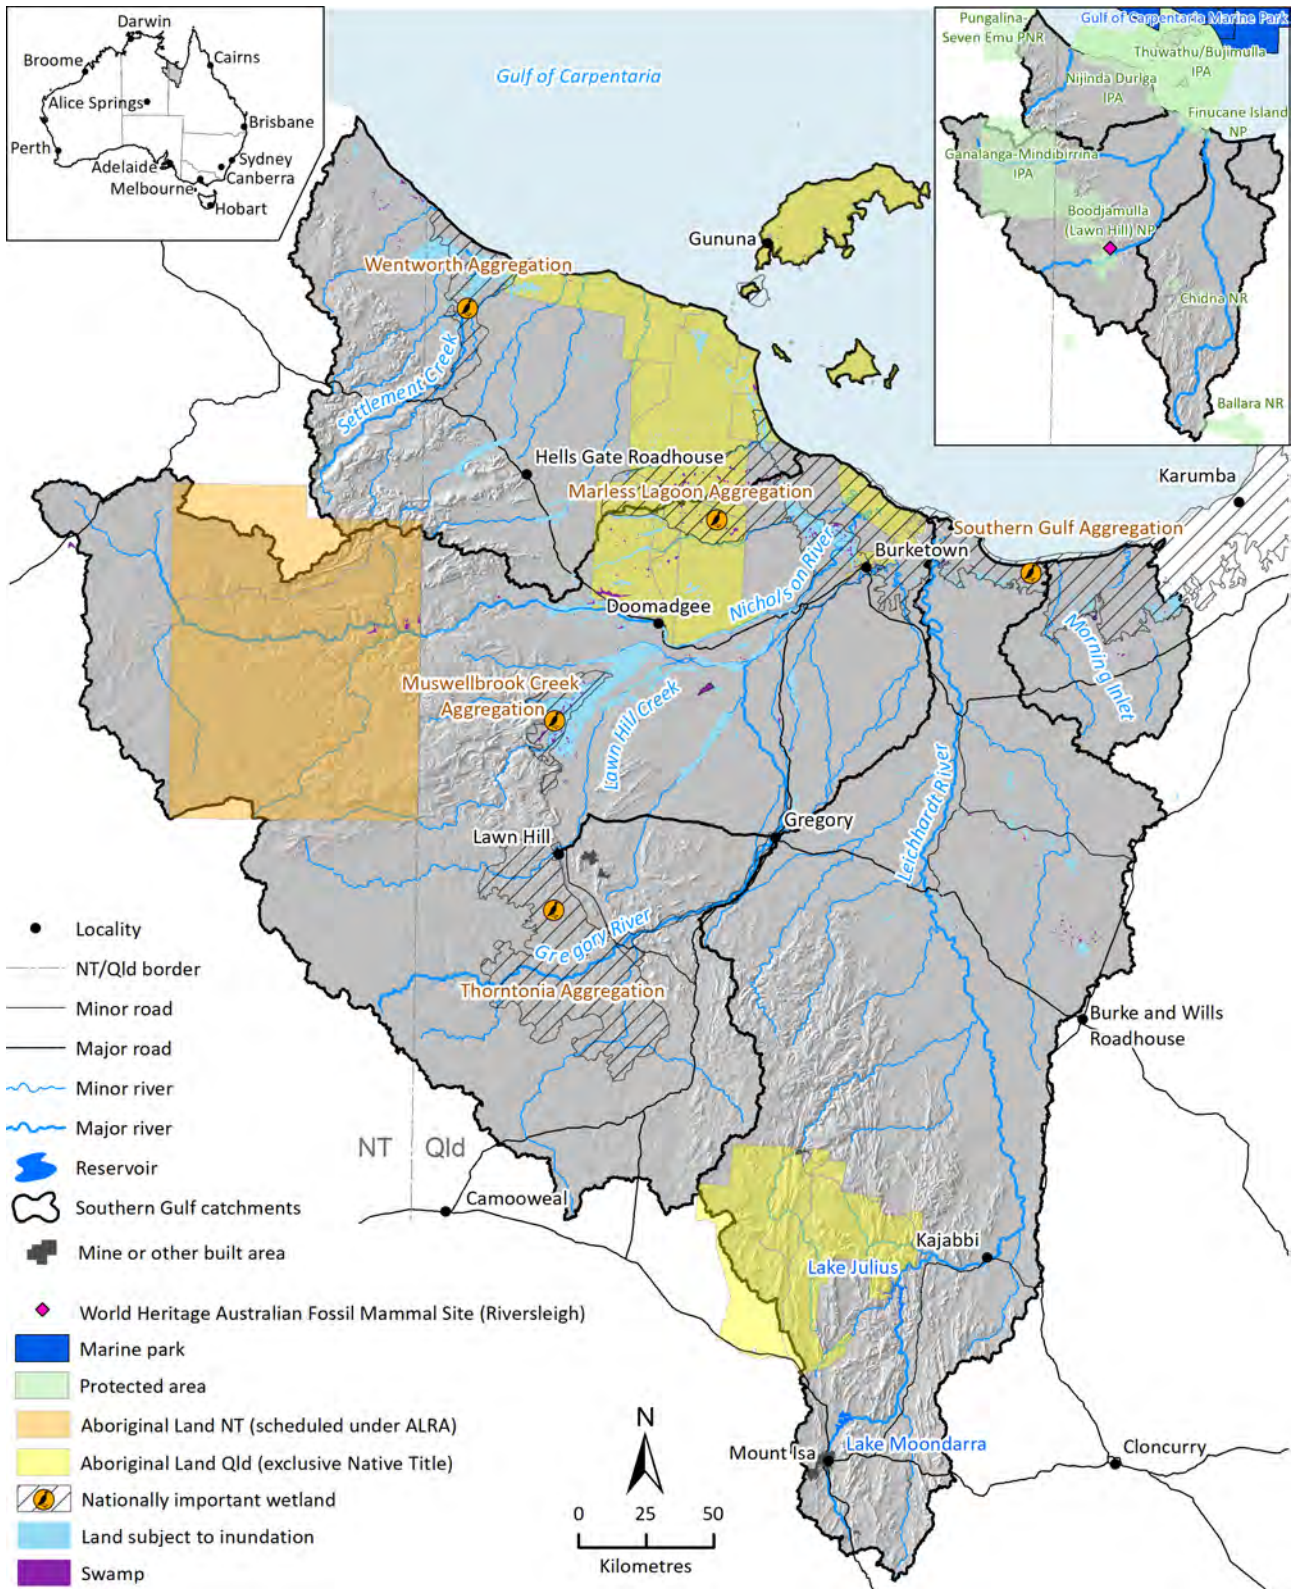 Darwin
Broome
Cairns
Alice Springs
Brisbane
Perth
Adelaide
Sydney
Canberra
Melbourne
Hobart
Gulf of Carpentaria
Pungalina-
Seven Emu PNR
Gulf of Carpentaria Marine Park
Thuwathu/Bujimulla
IPA
Nijinda Durlga
IPA
Finucane Island
NP
Ganalanga-Mindibirrina
IPA
Boodjamulla
(Lawn Hill) NP
Chidna NR
Ballara NR
Gununa
Wentworth Aggregation
Settlement Creek
Hells Gate Roadhouse
Karumba
Marless Lagoon Aggregation
Southern Gulf Aggregation
Burketown
Nicholson River
Doomadgee
Morning Inlet
Muswellbrook Creek
Aggregation
Lawn Hill Creek
Leichhardt River
Gregory
Lawn Hill
Gregory River
Thorntonia Aggregation
Burke and Wills
Roadhouse
NT
Qld
Camooweal
Kajabbi
Lake Julius
Mount Isa
Lake Moondarra
Cloncurry
Locality
NT/Qld border
Minor road
Major road
Minor river
Major river
Reservoir
Southern Gulf catchments
Mine or other built area
World Heritage Australian Fossil Mammal Site (Riversleigh)
Marine park
Protected area
Aboriginal Land NT (scheduled under ALRA)
Aboriginal Land Qld (exclusive Native Title)
Nationally important wetland
Land subject to inundation
Swamp
N
0 25 50
Kilometres